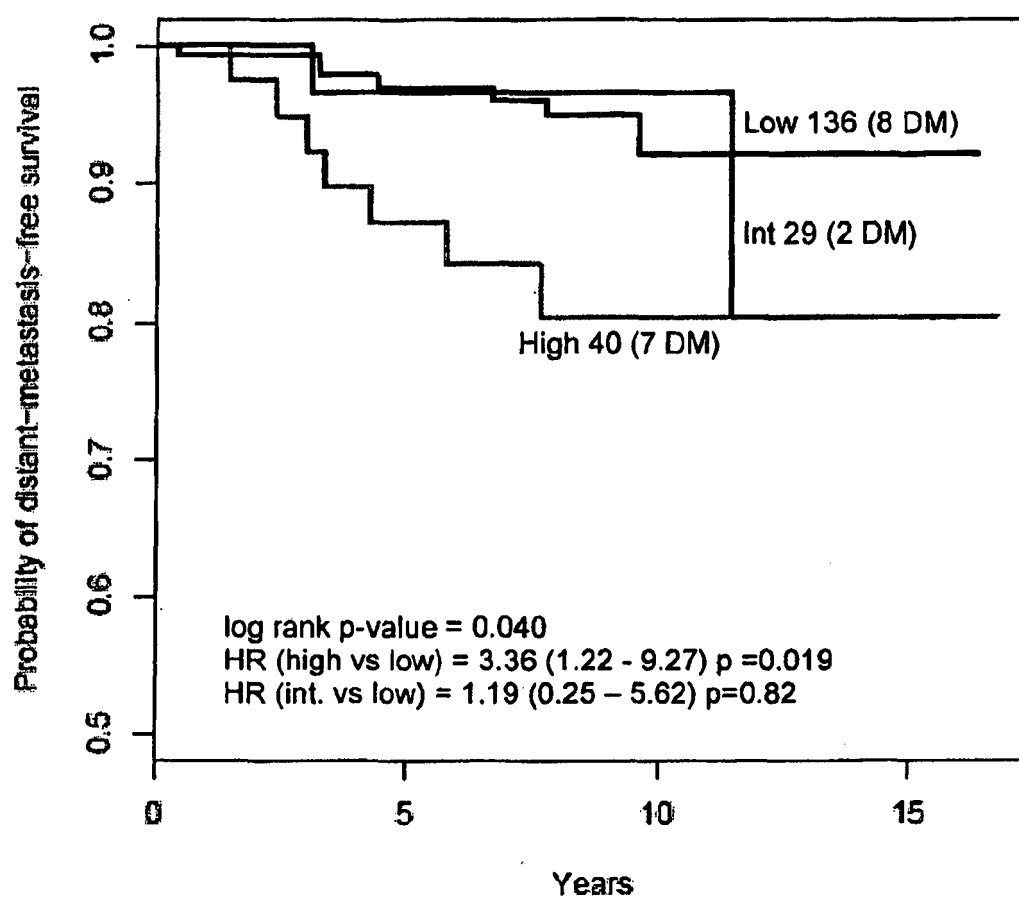 Probability of distant-metastasis-free survival
1.0
0.9
0.8
0.7
0.6
0.5
Low 136 (8 DM)
Int 29 (2 DM)
High 40 (7 DM)
log rank p-value = 0.040
HR (high vs low) = 3.36 (1.22 - 9.27) p =0.019
HR (int. vs low) = 1.19 (0.25 – 5.62) p=0.82
0
5
10
15
Years